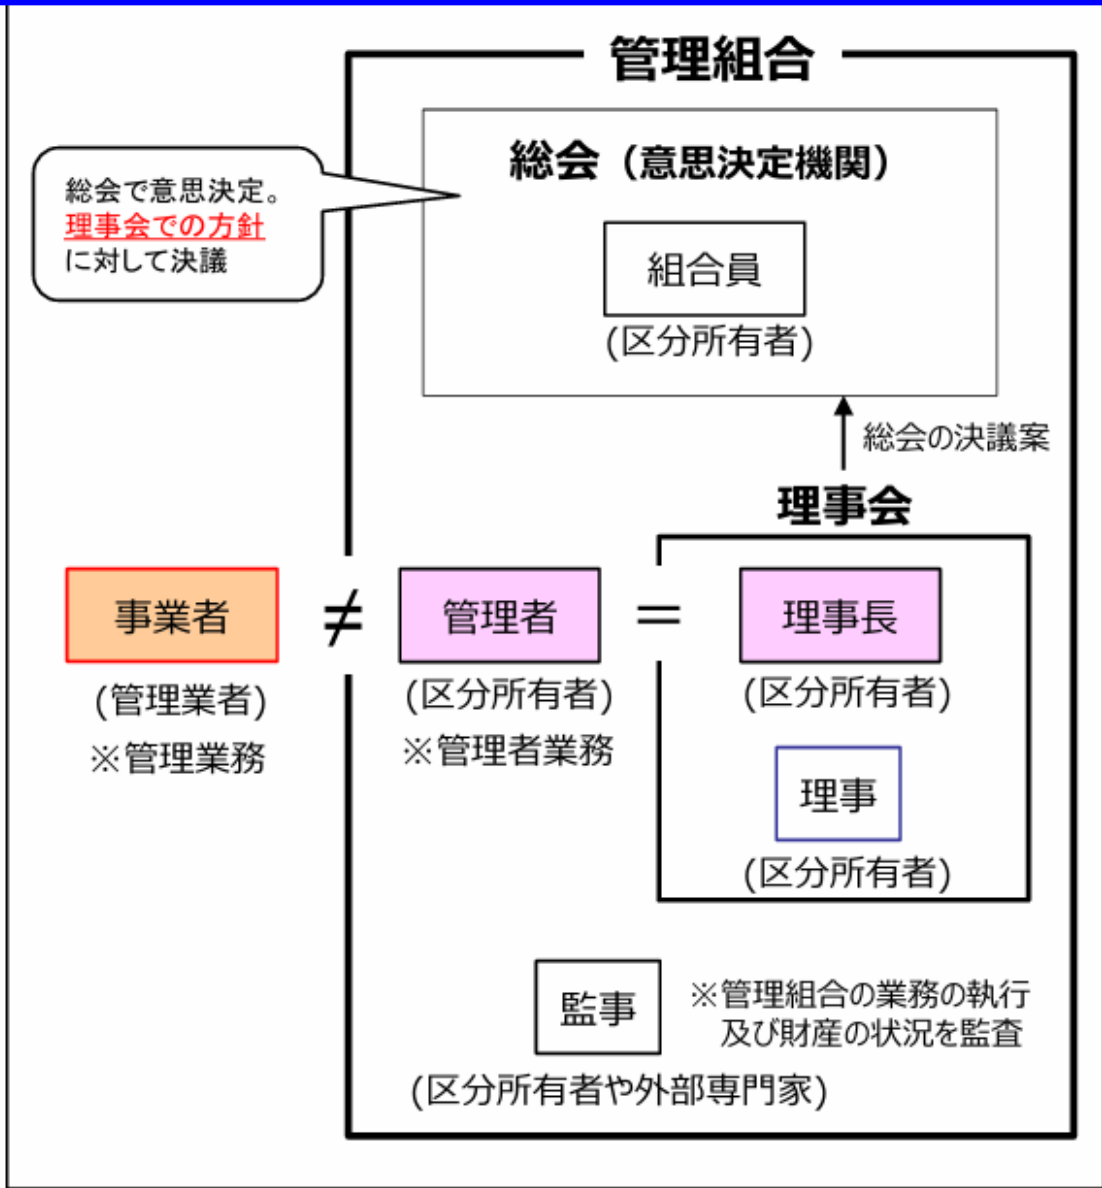 管理組合
総会（意思決定機関）
総会で意思決定。
理事会での方針
に対して決議
組合員
(区分所有者)
総会の決議案
理事会
事業者
≠
管理者
=
理事長
(管理業者)
(区分所有者)
(区分所有者)
※管理業務
※管理者業務
理事
(区分所有者)
監事
※管理組合の業務の執行
及び財産の状況を監査
(区分所有者や外部専門家)